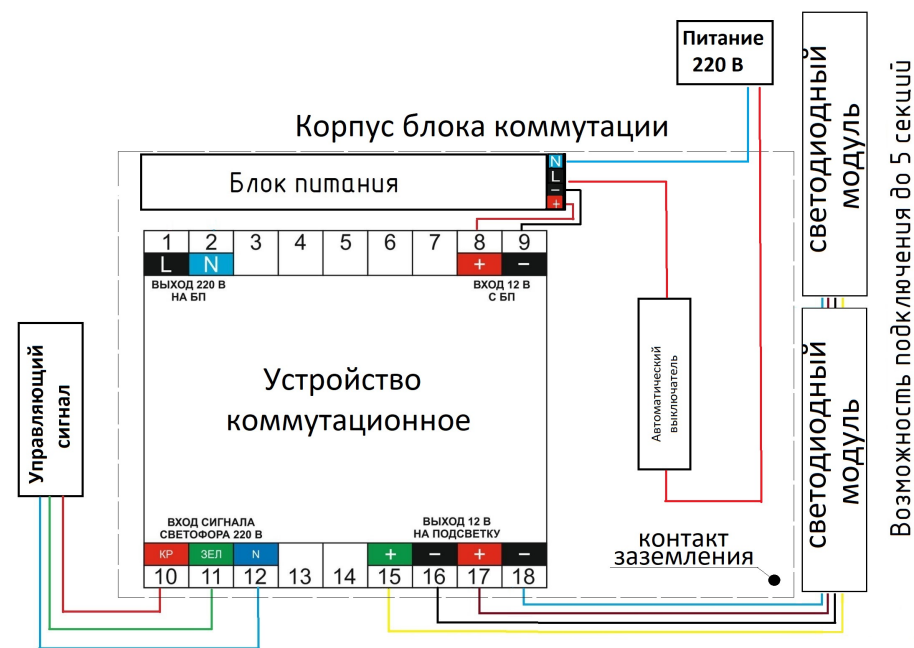 Питание
220 В
Корпус блока коммутации
Блок питания
N
L
−
+
1 2 3 4 5 6 7 8 9
L N + −
ВЫХОД 220 В
НА БП
ВХОД 12 В
С БП
Устройство
коммутационное
Управляющий
сигнал
Автоматический
выключатель
светодиодный
модуль
светодиодный
модуль
Возможность подключения до 5 секций
ВХОД СИГНАЛА
СВЕТОФОРА 220 В
ВЫХОД 12 В
НА ПОДСВЕТКУ
КР ЗЕЛ N + − + −
10 11 12 13 14 15 16 17 18
контакт
заземления